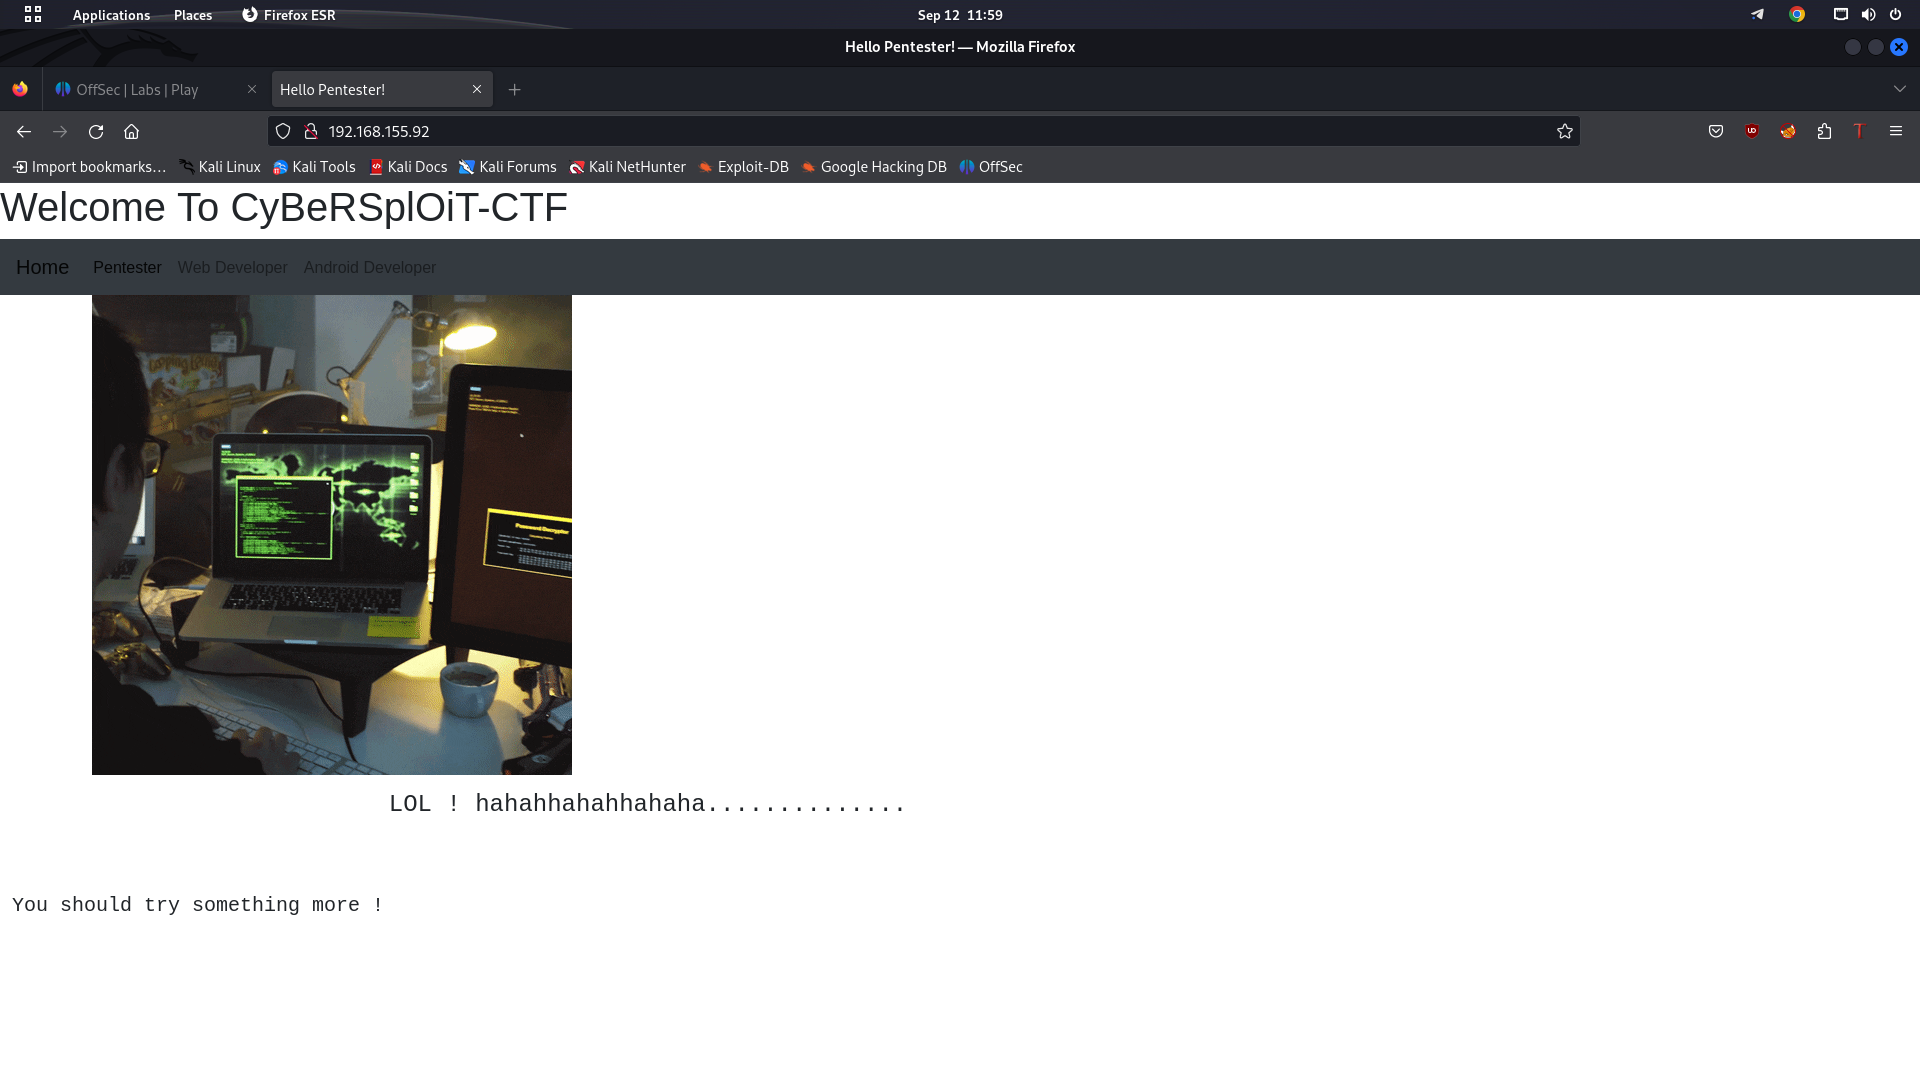 Applications Places Firefox ESR Sep 12 11:59
Hello Pentester! — Mozilla Firefox
OffSec | Labs | Play Hello Pentester!
192.168.155.92
Import bookmarks… Kali Linux Kali Tools Kali Docs Kali Forums Kali NetHunter Exploit-DB Google Hacking DB OffSec
Welcome To CyBeRSplOiT-CTF
Home Pentester Web Developer Android Developer
Password Decryptor
LOL ! hahahhahahhahaha..............
You should try something more !